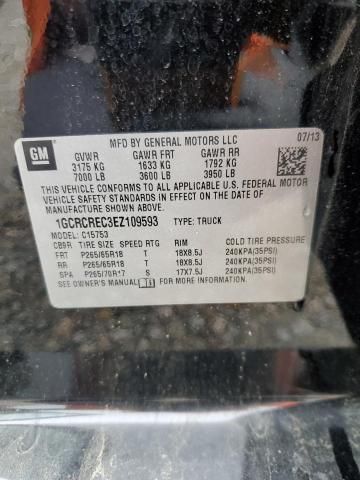 MFD BY GENERAL MOTORS LLC 07/13
GM
GVWR GAWR FRT GAWR RR
3175 KG 1633 KG 1792 KG
7000 LB 3600 LB 3950 LB
THIS VEHICLE CONFORMS TO ALL APPLICABLE U.S. FEDERAL MOTOR
VEHICLE SAFETY STANDARDS IN EFFECT ON THE DATE OF
MANUFACTURE SHOWN ABOVE.
1GCRCREC3EZ109593 TYPE: TRUCK
MODEL: C15753
CB9R TIRE SIZE SPEED RTG RIM COLD TIRE PRESSURE
FRT P265/65R18 T 18X8.5J 240KPA(35PSI)
RR P265/65R18 T 18X8.5J 240KPA(35PSI)
SPA P265/70R17 S 17X7.5J 240KPA(35PSI)
SEE OWNER'S MANUAL FOR MORE INFORMATION.